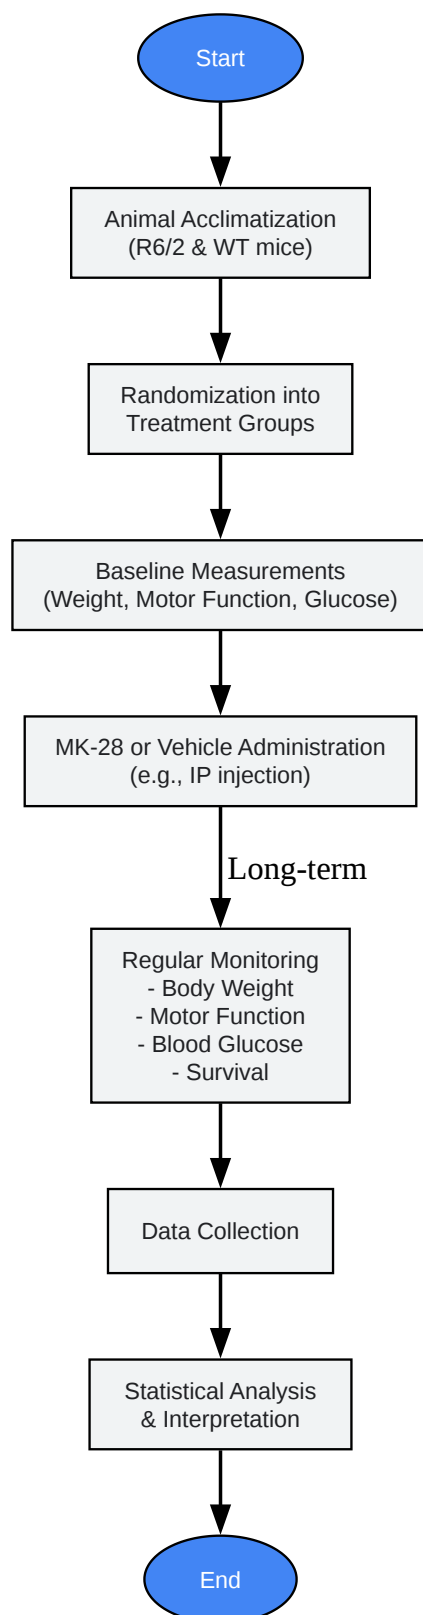 Start
Animal Acclimatization
(R6/2 & WT mice)
Randomization into
Treatment Groups
Baseline Measurements
(Weight, Motor Function, Glucose)
MK-28 or Vehicle Administration
(e.g., IP injection)
Long-term
Regular Monitoring
- Body Weight
- Motor Function
- Blood Glucose
- Survival
Data Collection
Statistical Analysis
& Interpretation
End